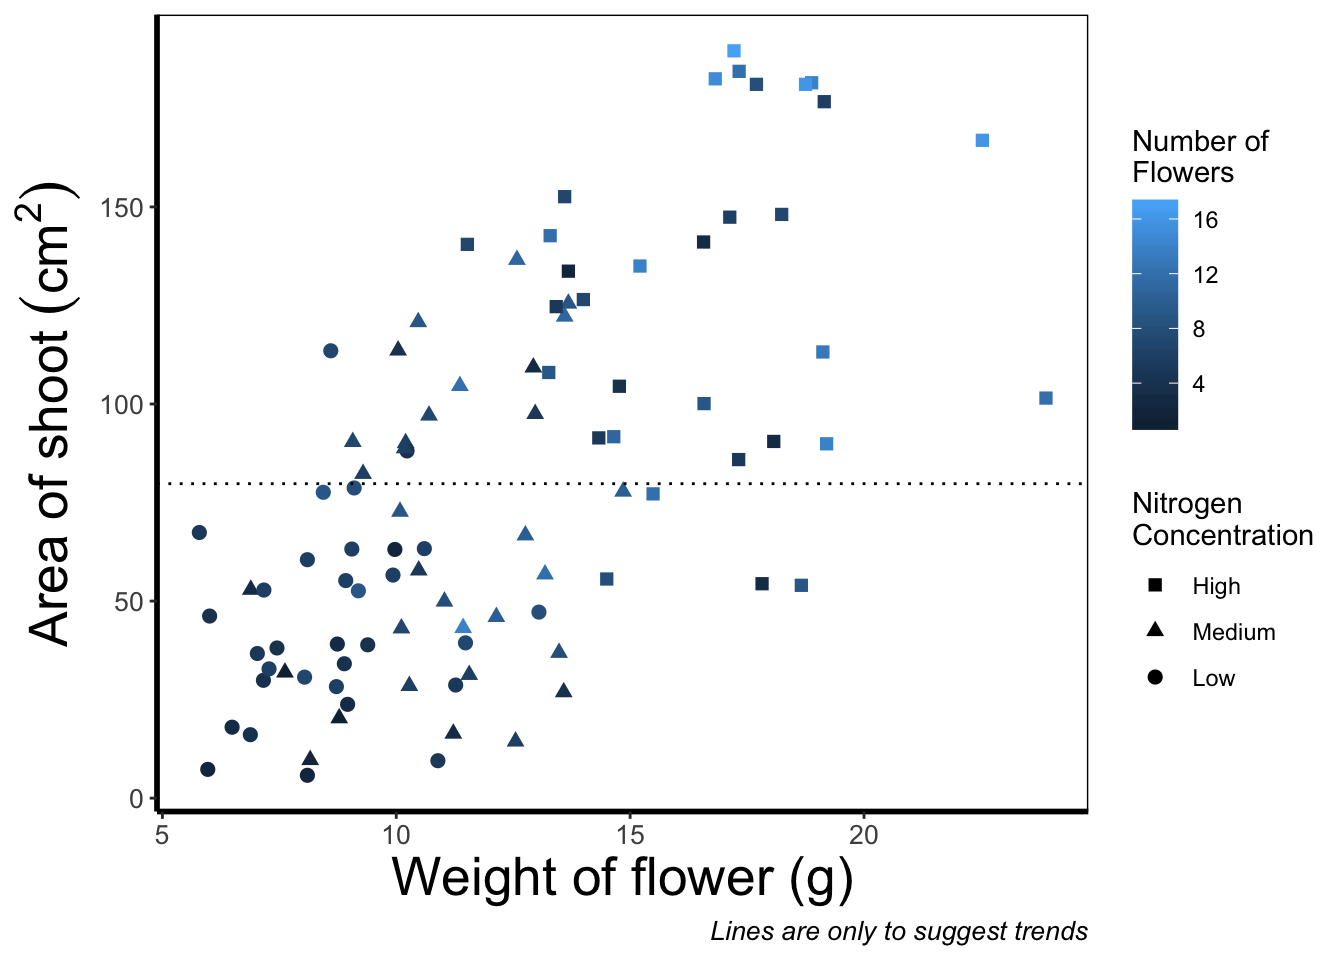 Area of shoot (cm²)
150
100
50
0
5 10 15 20
Weight of flower (g)
Lines are only to suggest trends
Number of
Flowers
16
12
8
4
Nitrogen
Concentration
High
Medium
Low